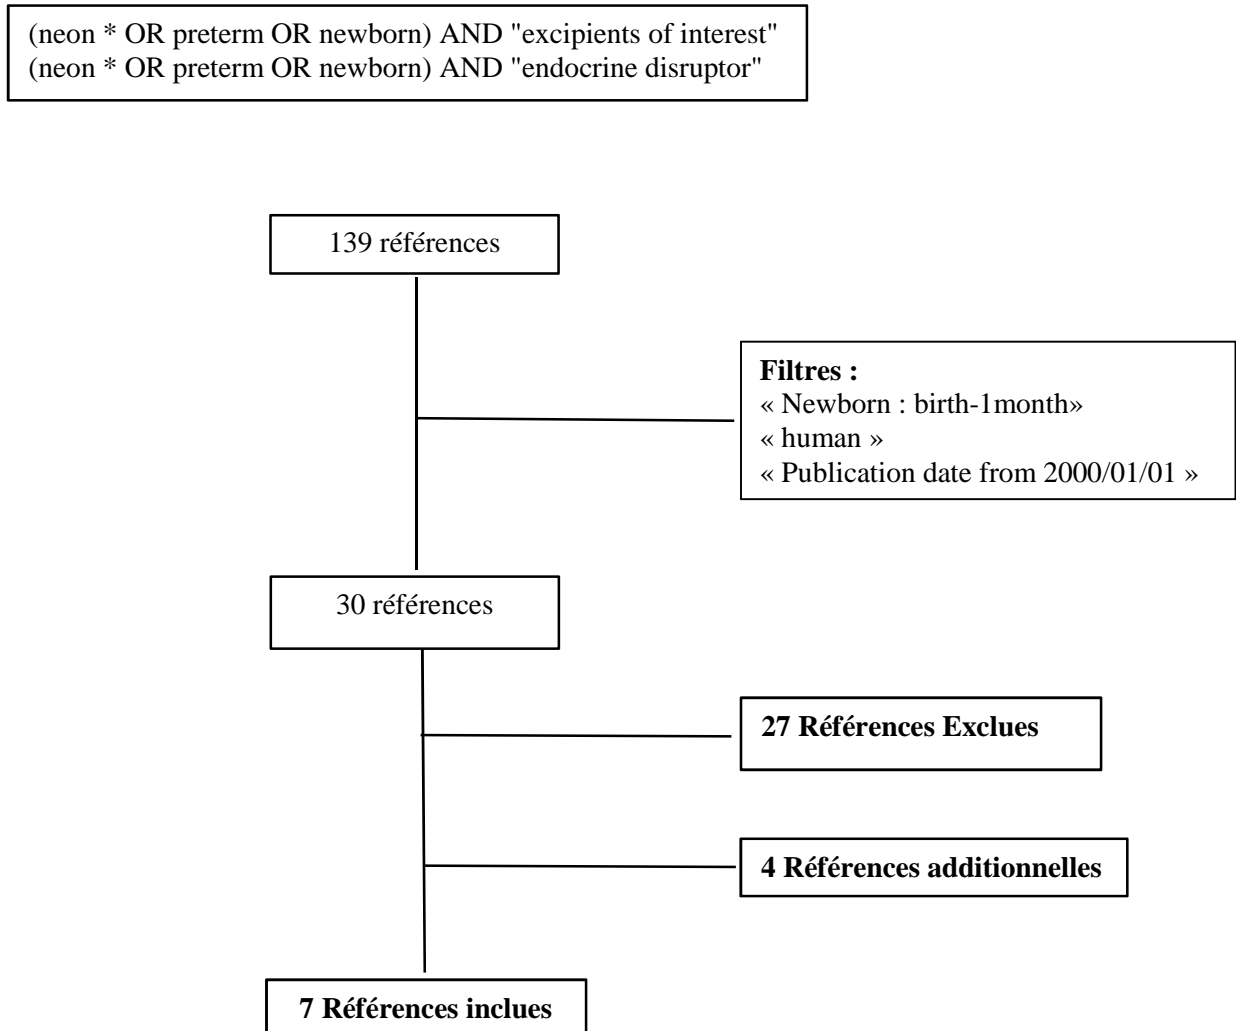 (neon * OR preterm OR newborn) AND "excipients of interest"
(neon * OR preterm OR newborn) AND "endocrine disruptor"
139 références
Filtres :
« Newborn : birth-1month»
« human »
« Publication date from 2000/01/01 »
30 références
27 Références Exclues
4 Références additionnelles
7 Références inclues